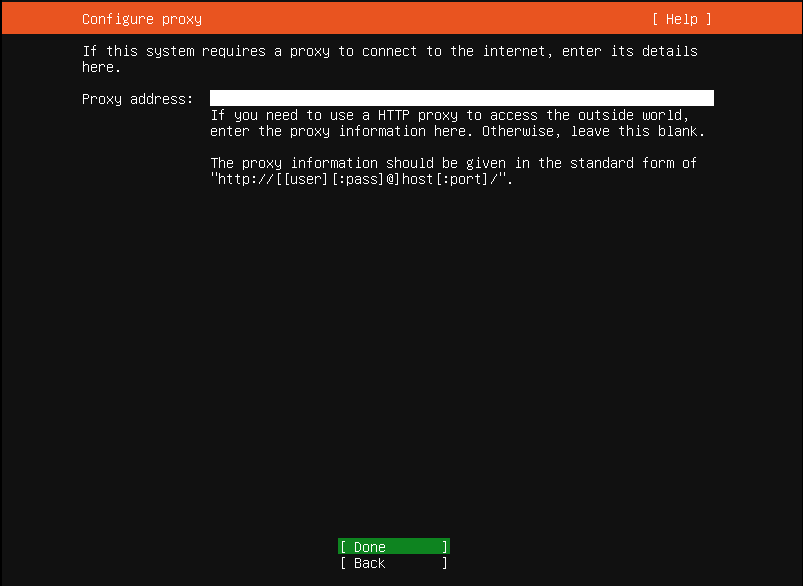 Configure proxy [ Help ]
If this system requires a proxy to connect to the internet, enter its details
here.
Proxy address:
If you need to use a HTTP proxy to access the outside world,
enter the proxy information here. Otherwise, leave this blank.
The proxy information should be given in the standard form of
"http://[[user][:pass]@]host[:port]/".
[ Done ]
[ Back ]